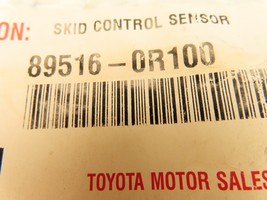 ON: SKID CONTROL SENSOR
89516-0R100
TOYOTA MOTOR SALES